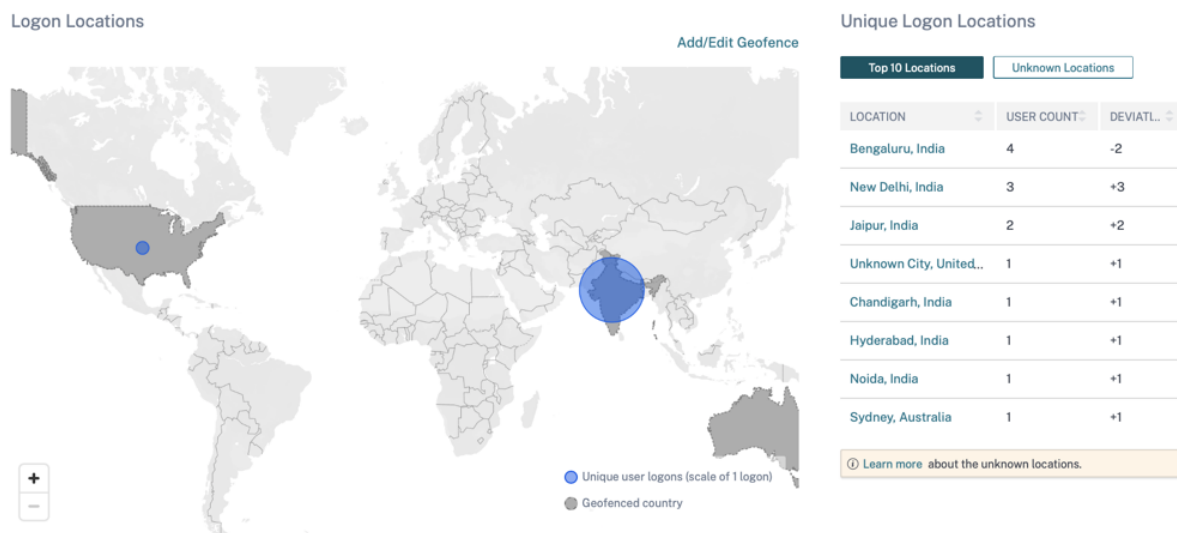 Logon Locations
Add/Edit Geofence
Unique user logons (scale of 1 logon)
Geofenced country
+
−
Unique Logon Locations
Top 10 Locations
Unknown Locations
LOCATION USER COUNT DEVIATI...
Bengaluru, India 4 -2
New Delhi, India 3 +3
Jaipur, India 2 +2
Unknown City, United... 1 +1
Chandigarh, India 1 +1
Hyderabad, India 1 +1
Noida, India 1 +1
Sydney, Australia 1 +1
Learn more about the unknown locations.